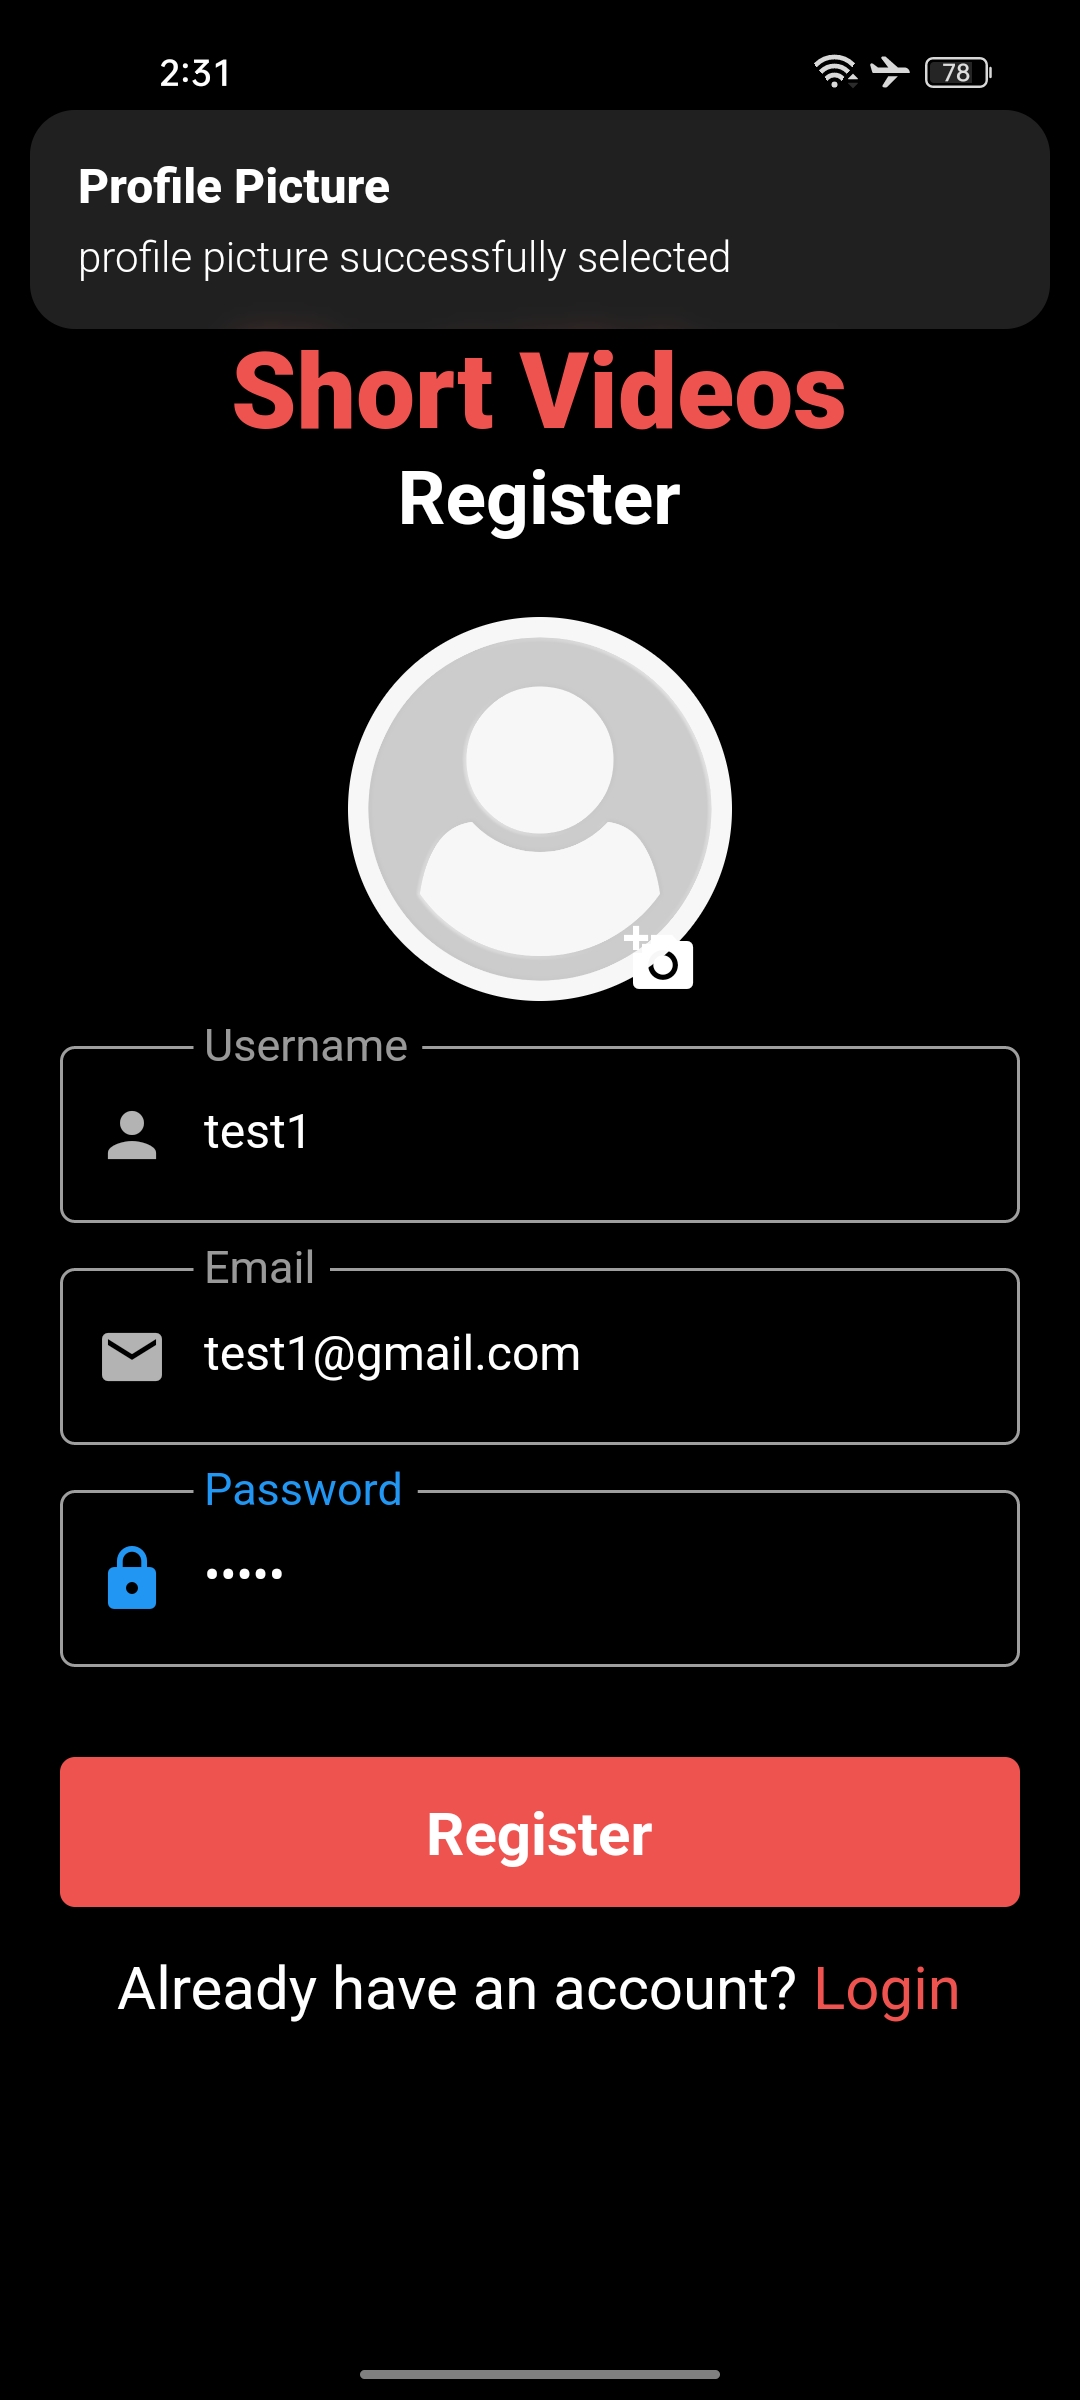 2:31
78
Profile Picture
profile picture successfully selected
Short Videos
Register
Username
test1
Email
test1@gmail.com
Password
•••••
Register
Already have an account? Login